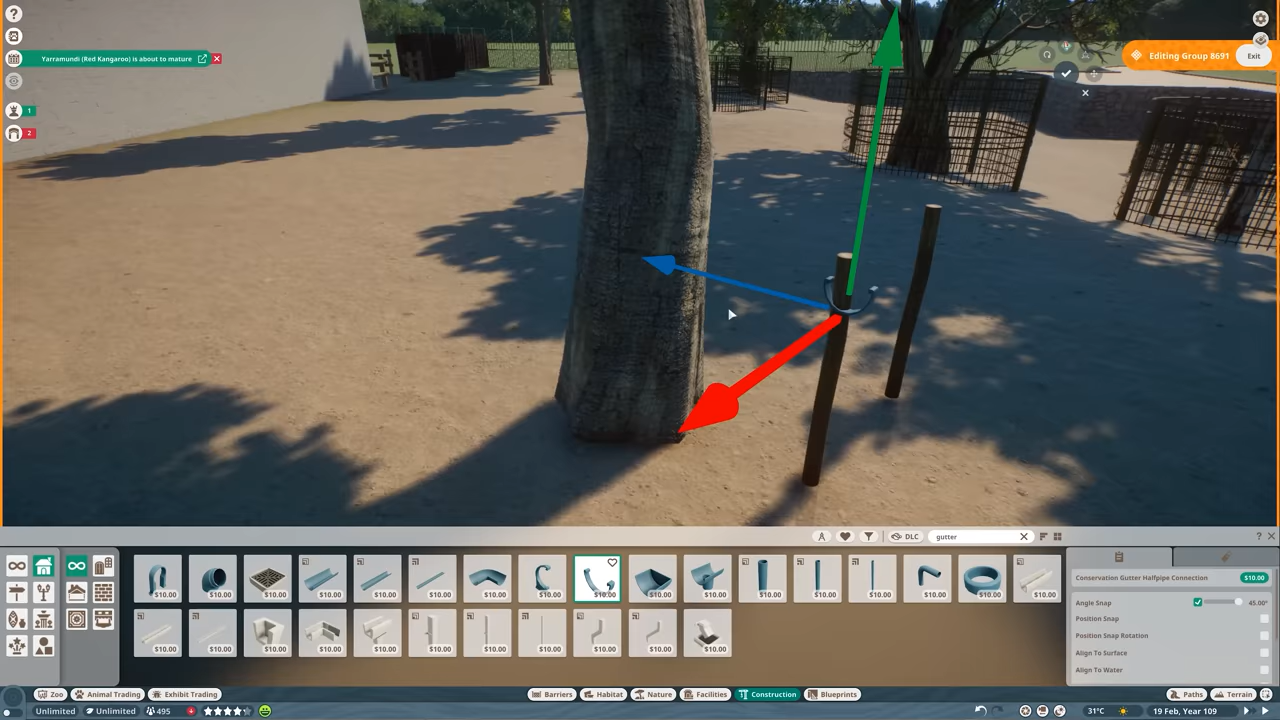 ?
Yarramundi (Red Kangaroo) is about to mature
1
2
Editing Group 8691
Exit
DLC
gutter
? ×
$10.00 $10.00 $10.00 $10.00 $10.00 $10.00 $10.00 $10.00 $10.00 $10.00 $10.00 $10.00 $10.00 $10.00 $10.00 $10.00 $10.00
$10.00 $10.00 $10.00 $10.00 $10.00 $10.00 $10.00 $10.00 $10.00 $10.00 $10.00
Conservation Gutter Halfpipe Connection $10.00
Angle Snap 45.00°
Position Snap
Position Snap Rotation
Align To Surface
Align To Water
Zoo Animal Trading Exhibit Trading Barriers Habitat Nature Facilities Construction Blueprints Paths Terrain
Unlimited Unlimited 495 31°C 19 Feb, Year 109